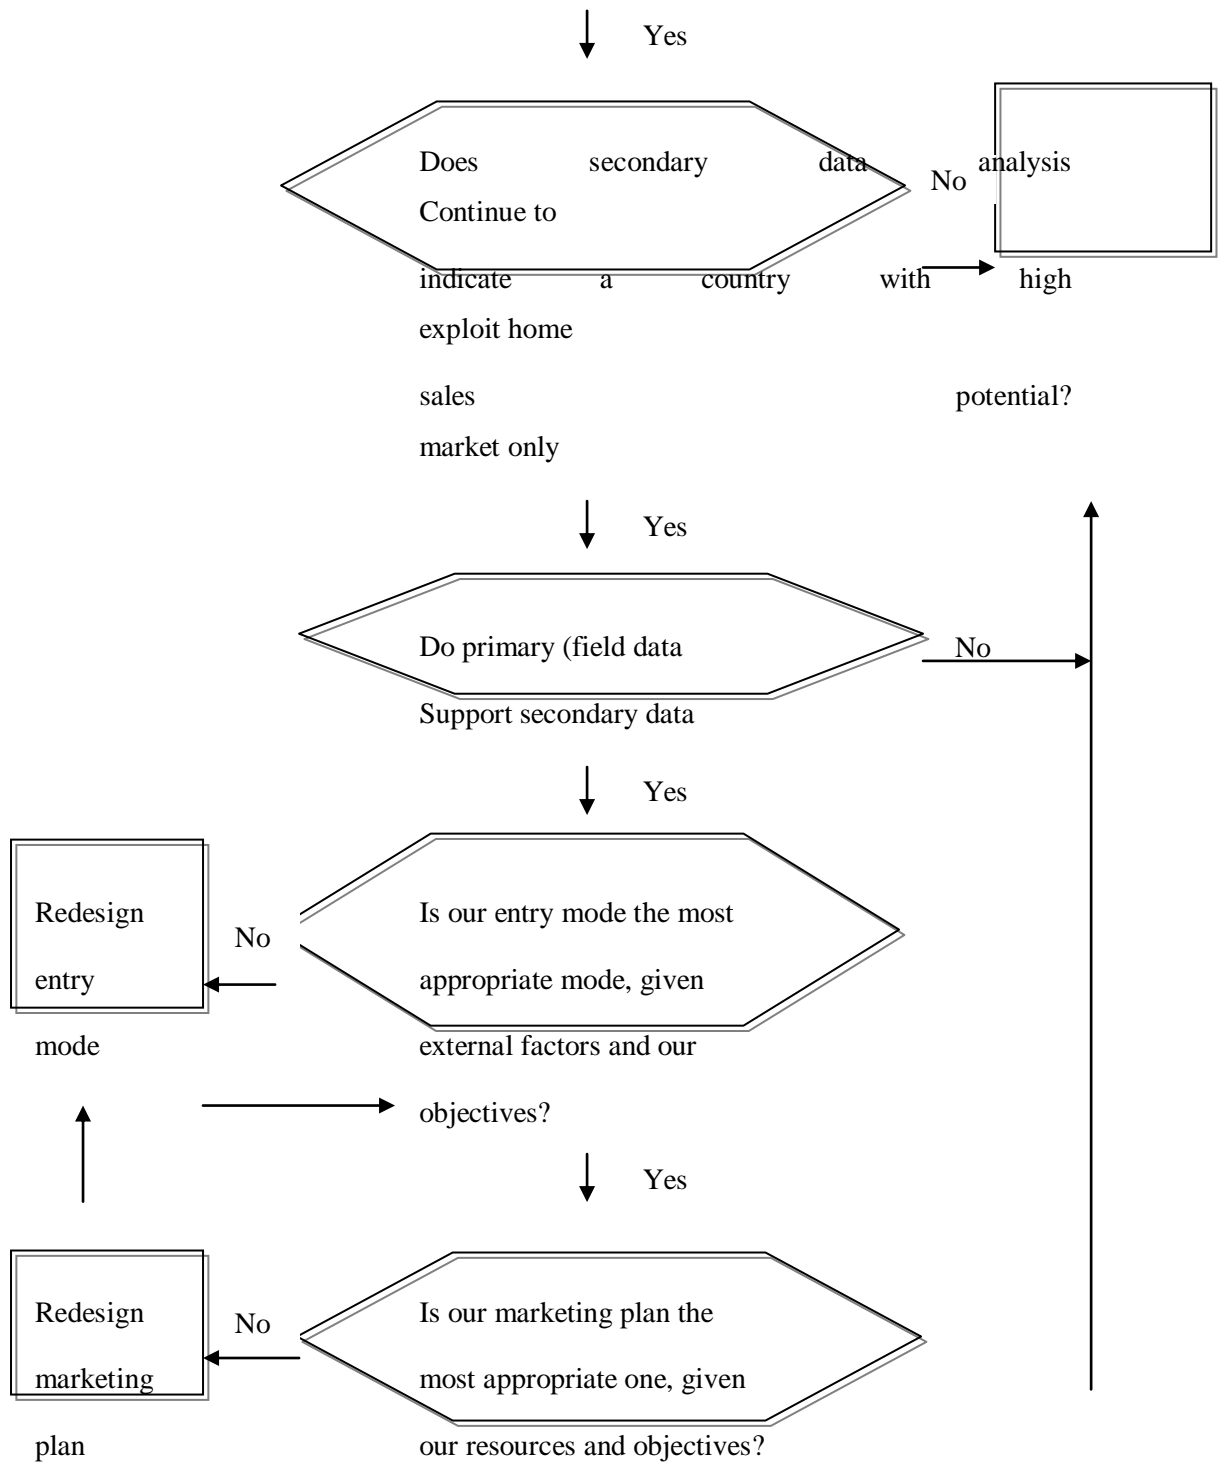 Yes
Does secondary data analysis
No
Continue to
indicate a country with high
exploit home
sales potential?
market only
Yes
Do primary (field data
No
Support secondary data
Yes
Redesign
entry
mode
No
Is our entry mode the most
appropriate mode, given
external factors and our
objectives?
Yes
Redesign
marketing
plan
No
Is our marketing plan the
most appropriate one, given
our resources and objectives?